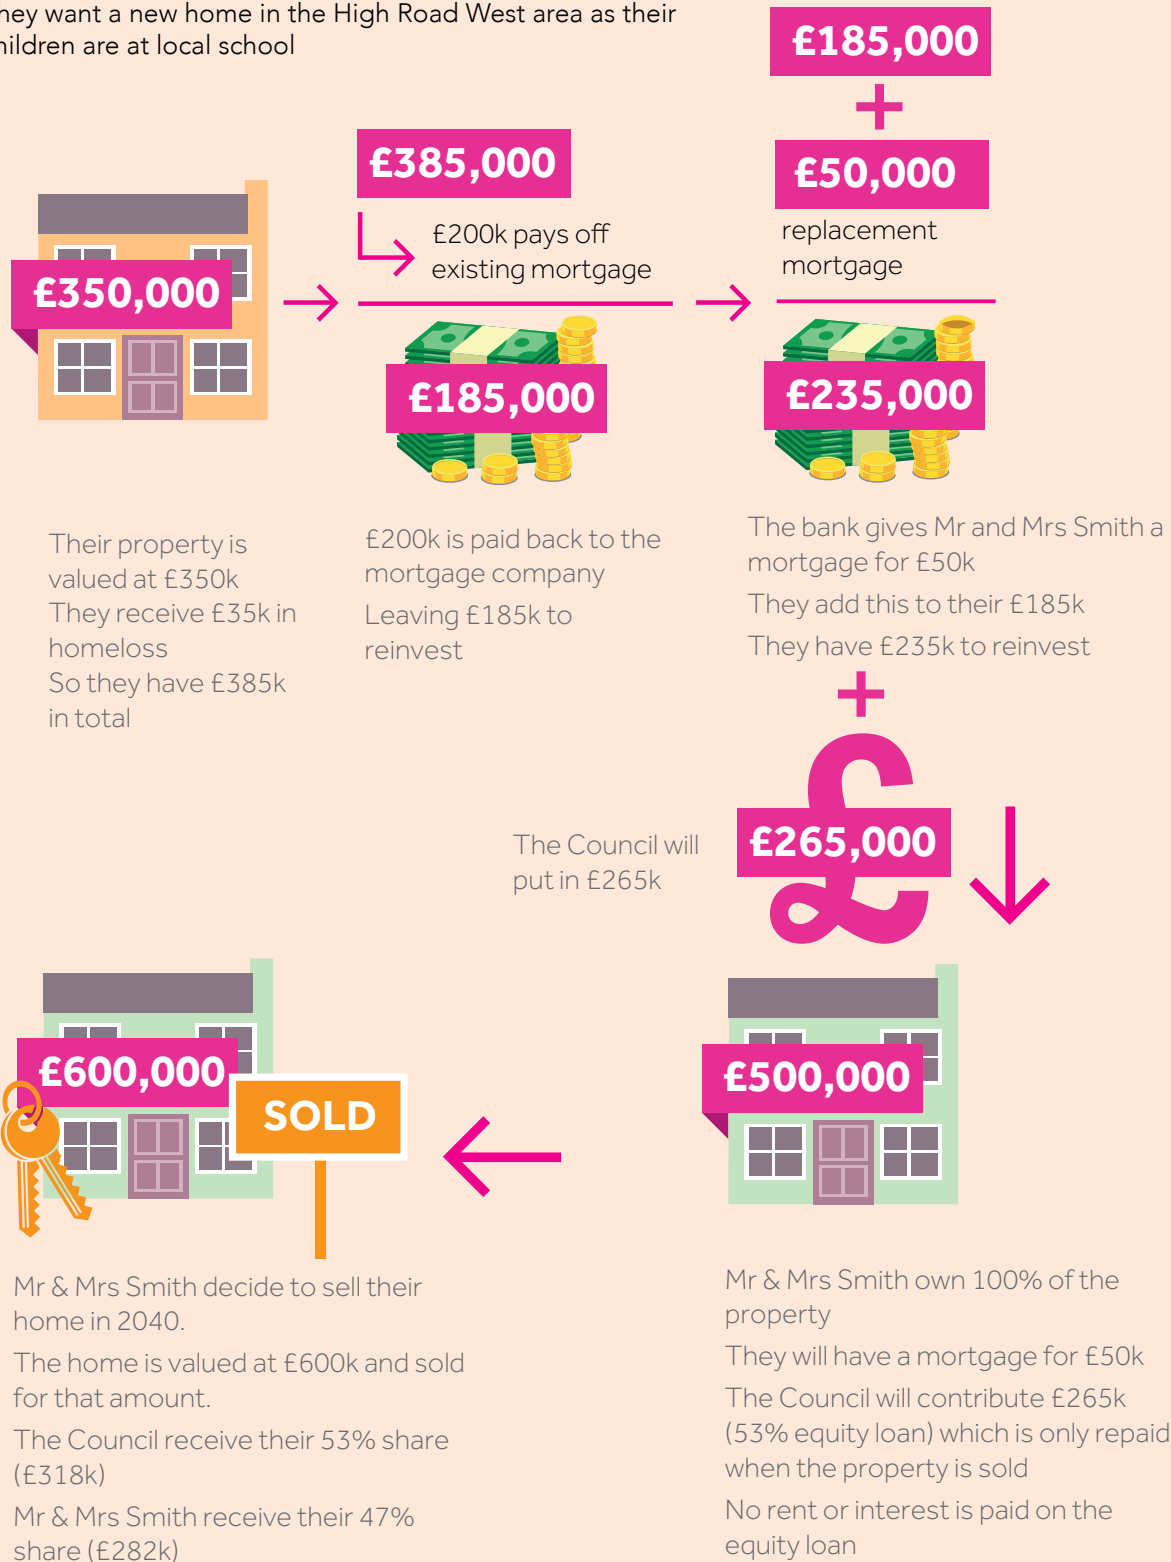 hey want a new home in the High Road West area as their
hildren are at local school
£350,000
Their property is
valued at £350k
They receive £35k in
homeloss
So they have £385k
in total
£385,000
£200k pays off
existing mortgage
£185,000
£200k is paid back to the
mortgage company
Leaving £185k to
reinvest
£185,000
+
£50,000
replacement
mortgage
£235,000
The bank gives Mr and Mrs Smith a
mortgage for £50k
They add this to their £185k
They have £235k to reinvest
+
£
The Council will
put in £265k
£265,000
£500,000
Mr & Mrs Smith own 100% of the
property
They will have a mortgage for £50k
The Council will contribute £265k
(53% equity loan) which is only repaid
when the property is sold
No rent or interest is paid on the
equity loan
£600,000
SOLD
Mr & Mrs Smith decide to sell their
home in 2040.
The home is valued at £600k and sold
for that amount.
The Council receive their 53% share
(£318k)
Mr & Mrs Smith receive their 47%
share (£282k)